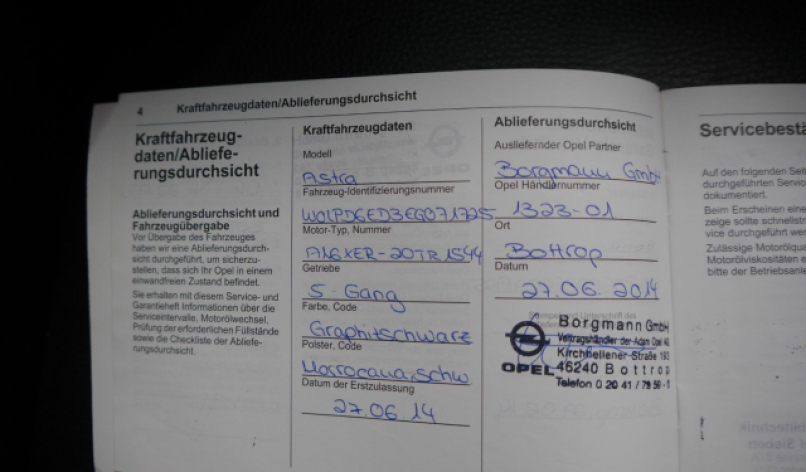 4 Kraftfahrzeugdaten/Ablieferungsdurchsicht
Kraftfahrzeug-
daten/Abliefe-
rungsdurchsicht
Ablieferungsdurchsicht und
Fahrzeugübergabe
Vor Übergabe des Fahrzeuges
haben wir eine Ablieferungsdurch-
sicht durchgeführt, um sicherzu-
stellen, dass sich Ihr Opel in einem
einwandfreien Zustand befindet.
Sie erhalten mit diesem Service- und
Garantieheft Informationen über die
Serviceintervalle, Motorölwechsel,
Prüfung der erforderlichen Füllstände
sowie die Checkliste der Abliefe-
rungsdurchsicht.
Kraftfahrzeugdaten
Modell
Astra
Fahrzeug-Identifizierungsnummer
W0LPD6ED3EG071725
Motor-Typ, Nummer
A16XER-20TR1544
Getriebe
5-Gang
Farbe, Code
Graphitschwarz
Polster, Code
Morrocana, schw
Datum der Erstzulassung
27.06.14
Ablieferungsdurchsicht
Ausliefernder Opel Partner
Borgmann GmbH
Opel Händlernummer
1323-01
Ort
Bottrop
Datum
27.06.2014
Borgmann GmbH
Vertragshändler der Adam Opel AG
Kirchhellener Straße
46240 Bottrop
OPEL
Telefon 0 20 41 /
Servicebestä
Auf den folgenden Seit
durchgeführten Servic
dokumentiert.
Beim Erscheinen eine
zeige sollte schnellstm
vice durchgeführt werd
Zulässige Motorölqua
Motorölviskositäten e
bitte der Betriebsanle